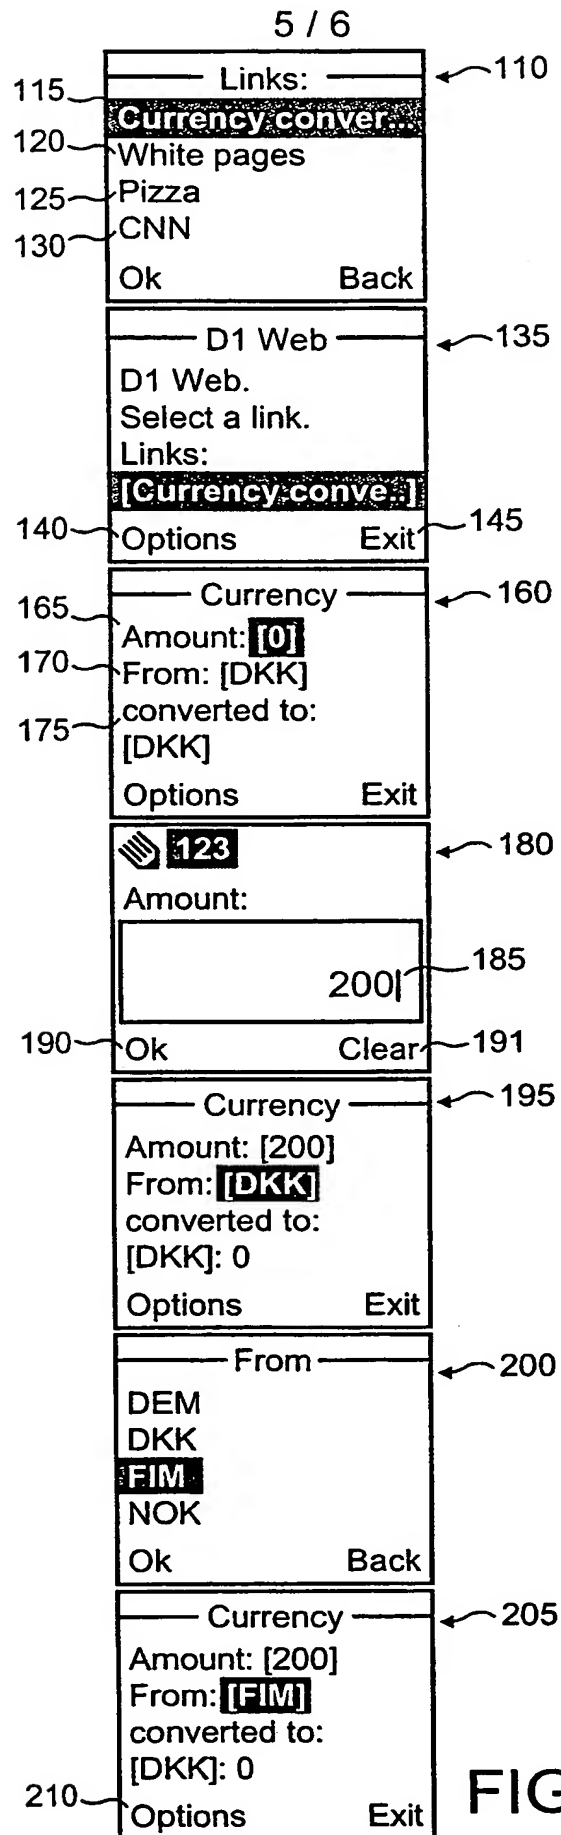 5 / 6
Links:
110
115
Currency conver...
120
White pages
125
Pizza
130
CNN
Ok Back
D1 Web
135
D1 Web.
Select a link.
Links:
[Currency-conve..]
140
Options Exit
145
Currency
160
165
Amount: [0]
170
From: [DKK]
175
converted to:
[DKK]
Options Exit
123
180
Amount:
200
185
190
Ok Clear
191
Currency
195
Amount: [200]
From: [DKK]
converted to:
[DKK]: 0
Options Exit
From
200
DEM
DKK
FIM
NOK
Ok Back
Currency
205
Amount: [200]
From: [FIM]
converted to:
[DKK]: 0
210
Options Exit
FIG